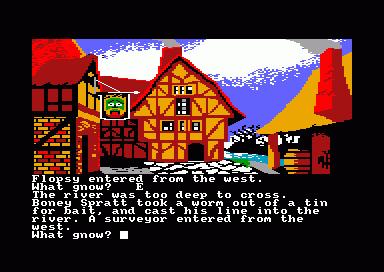 Flopsy entered from the west.
What gnow?   E
The river was too deep to cross.
Boney Spratt took a worm out of a tin
for bait, and cast his line into the
river. A surveyor entered from the
west.
What gnow?